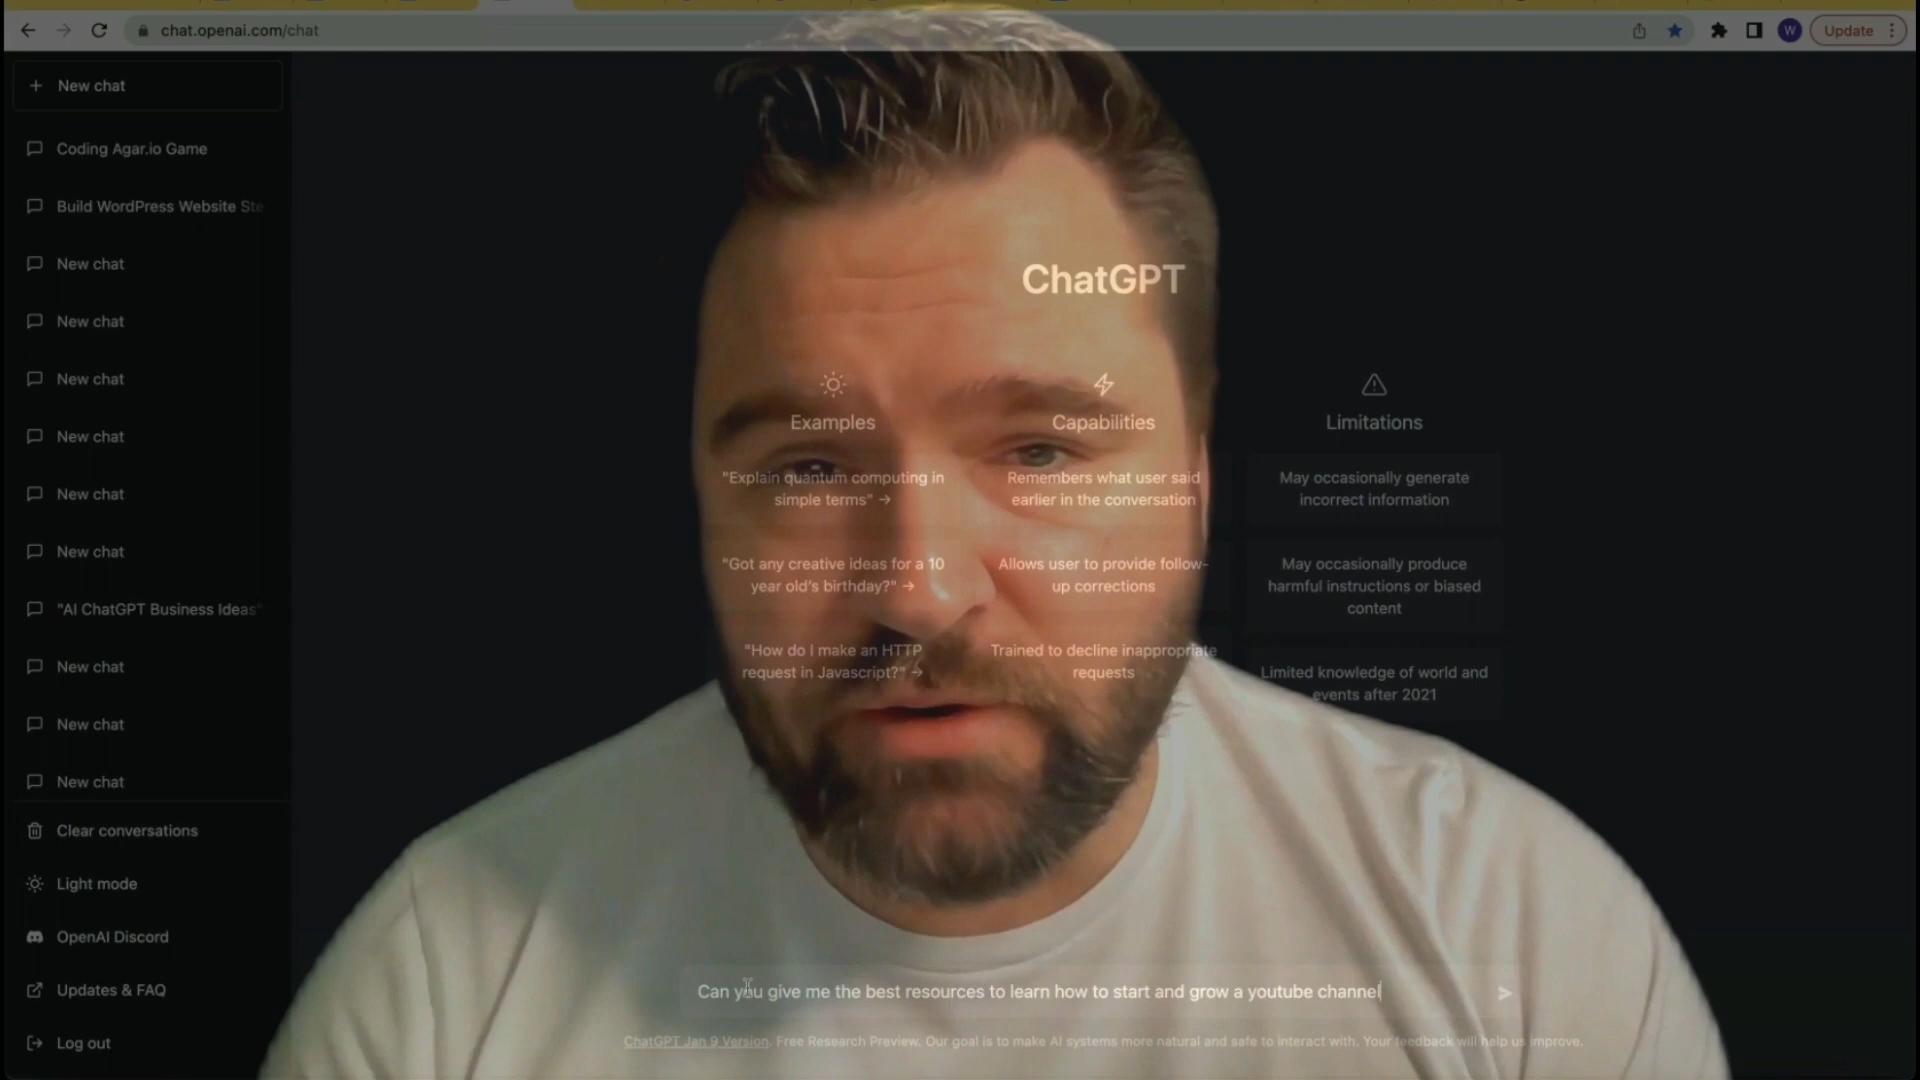 chat.openai.com/chat
W
Update
New chat
Coding Agar.io Game
Build WordPress Website Ste
New chat
New chat
New chat
New chat
New chat
New chat
"AI ChatGPT Business Ideas"
New chat
New chat
New chat
Clear conversations
Light mode
OpenAI Discord
Updates & FAQ
Log out
ChatGPT
Examples
"Explain quantum computing in
simple terms" →
"Got any creative ideas for a 10
year old's birthday?" →
"How do I make an HTTP
request in Javascript?" →
Capabilities
Remembers what user said
earlier in the conversation
Allows user to provide follow-
up corrections
Trained to decline inappropriate
requests
Limitations
May occasionally generate
incorrect information
May occasionally produce
harmful instructions or biased
content
Limited knowledge of world and
events after 2021
Can you give me the best resources to learn how to start and grow a youtube channel
ChatGPT Jan 9 Version. Free Research Preview. Our goal is to make AI systems more natural and safe to interact with. Your feedback will help us improve.